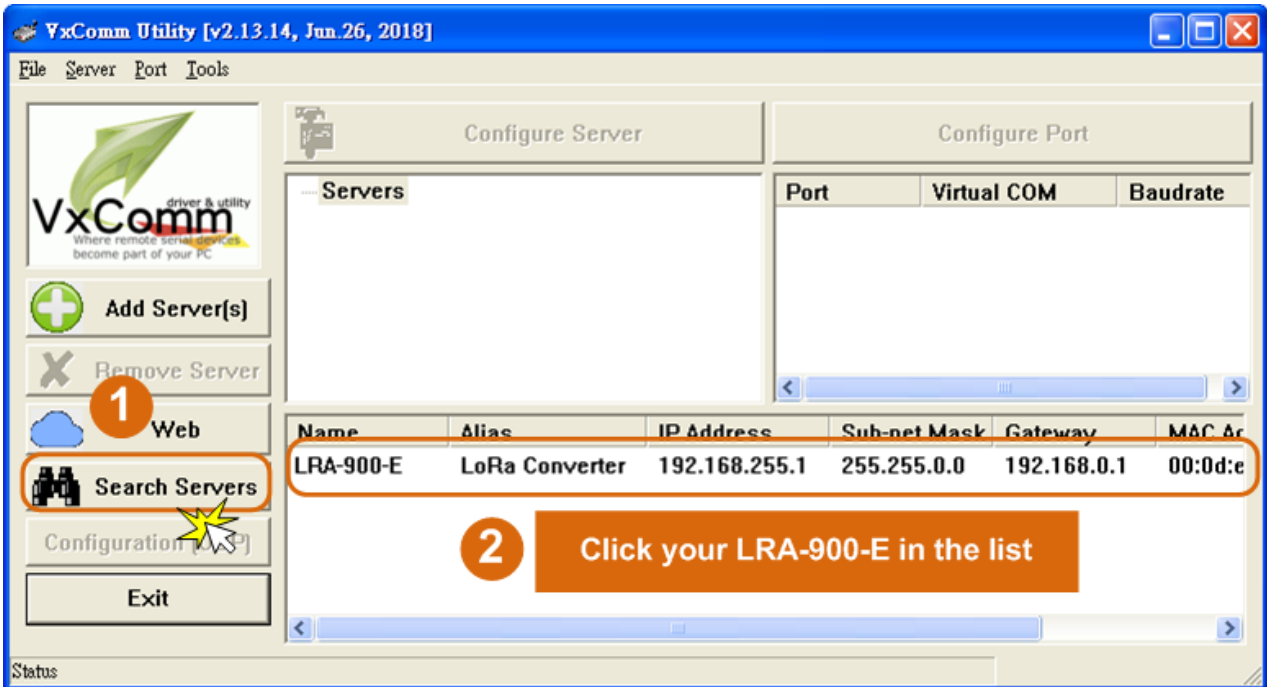 VxComm Utility [v2.13.14, Jun.26, 2018]
File Server Port Tools
VxComm
driver & utility
Where remote serial devices
become part of your PC
Configure Server
Configure Port
Servers
Port Virtual COM Baudrate
Add Server(s)
Remove Server
1
Web
Search Servers
Name Alias IP Address Sub-net Mask Gateway MAC Ad
LRA-900-E LoRa Converter 192.168.255.1 255.255.0.0 192.168.0.1 00:0d:e
2 Click your LRA-900-E in the list
Configuration
Exit
Status